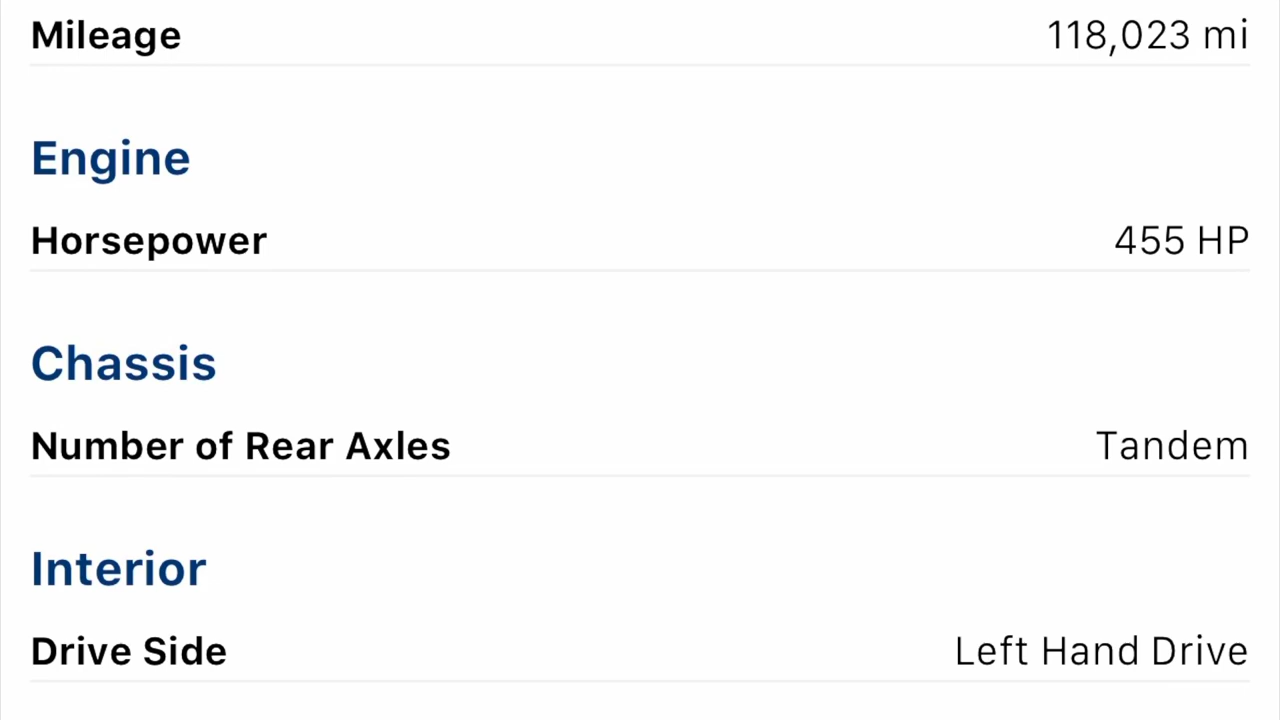 Mileage 118,023 mi
Engine
Horsepower 455 HP
Chassis
Number of Rear Axles Tandem
Interior
Drive Side Left Hand Drive